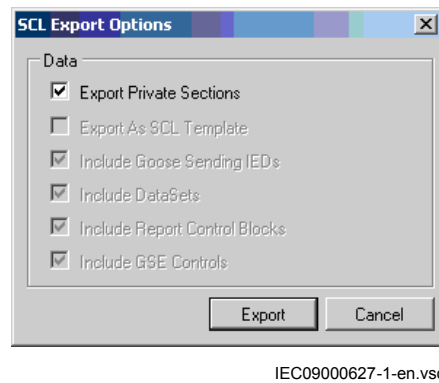 SCL Export Options
Data
Export Private Sections
Export As SCL Template
Include Goose Sending IEDs
Include DataSets
Include Report Control Blocks
Include GSE Controls
Export Cancel
IEC09000627-1-en.vsd